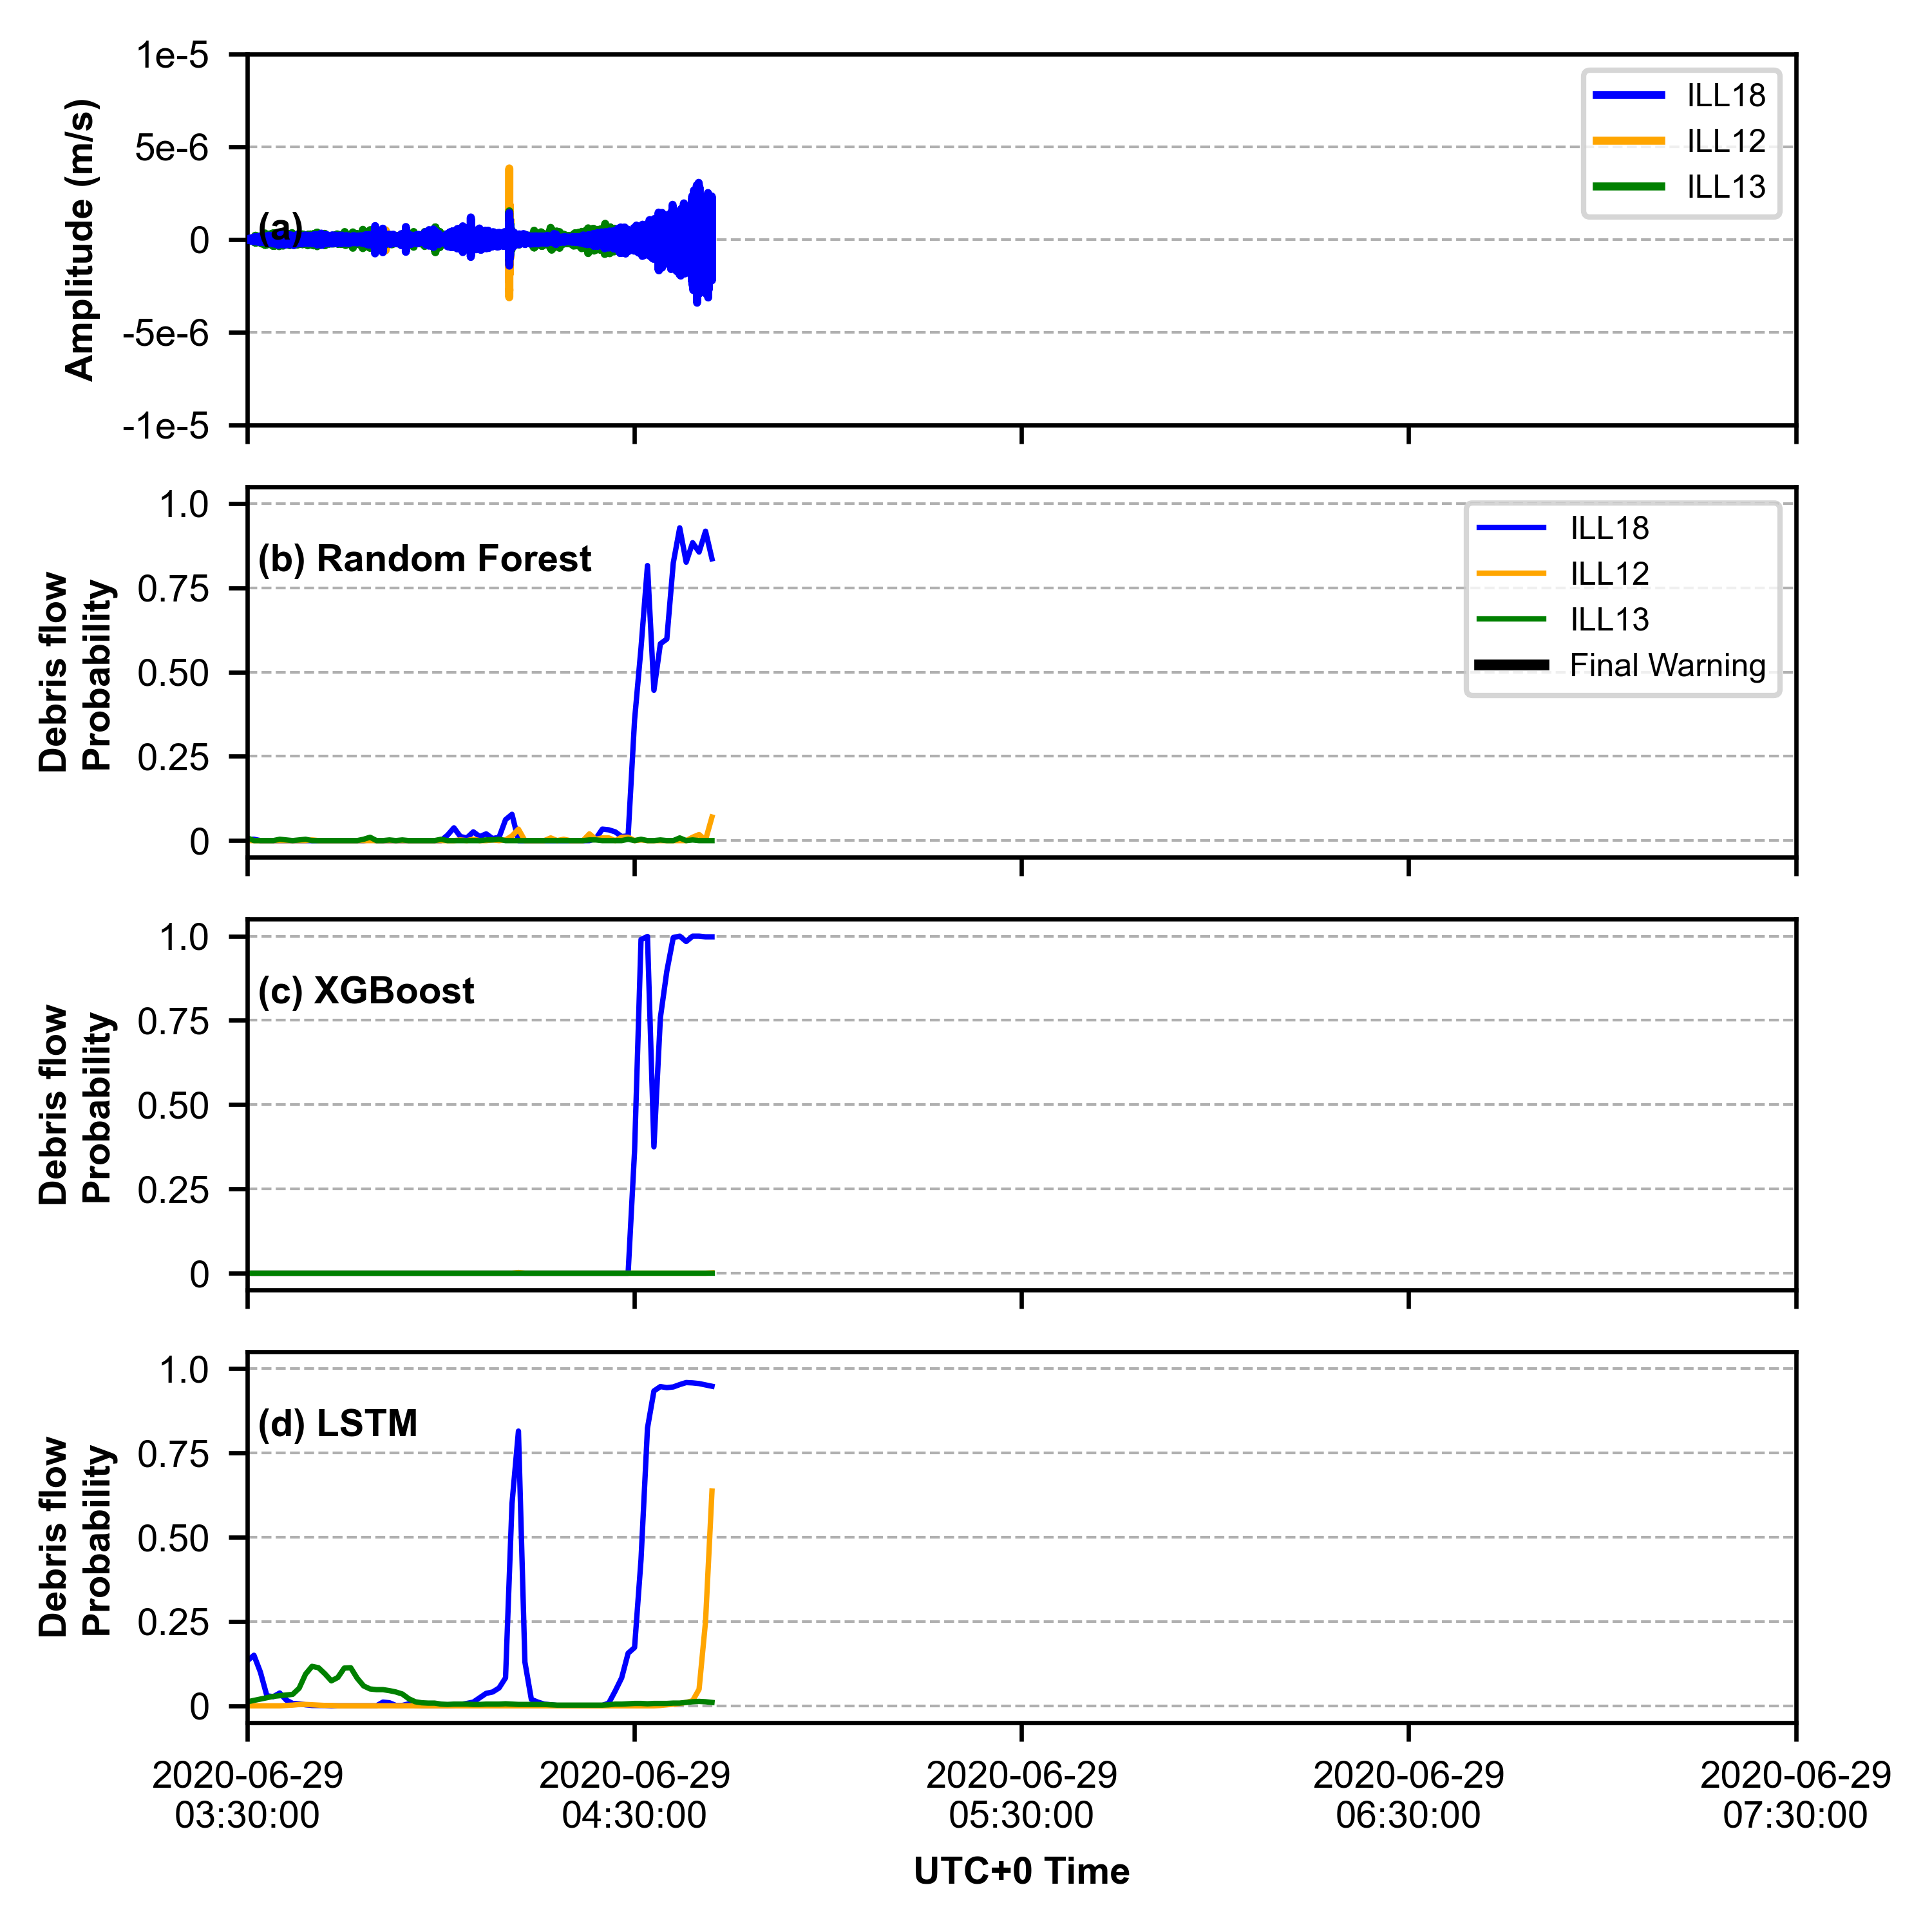 1e-5
5e-6
0
-5e-6
-1e-5
Amplitude (m/s)
(a)
ILL18
ILL12
ILL13
1.0
0.75
0.50
0.25
0
Debris flow
Probability
(b) Random Forest
ILL18
ILL12
ILL13
Final Warning
1.0
0.75
0.50
0.25
0
Debris flow
Probability
(c) XGBoost
1.0
0.75
0.50
0.25
0
Debris flow
Probability
(d) LSTM
2020-06-29
03:30:00
2020-06-29
04:30:00
2020-06-29
05:30:00
2020-06-29
06:30:00
2020-06-29
07:30:00
UTC+0 Time